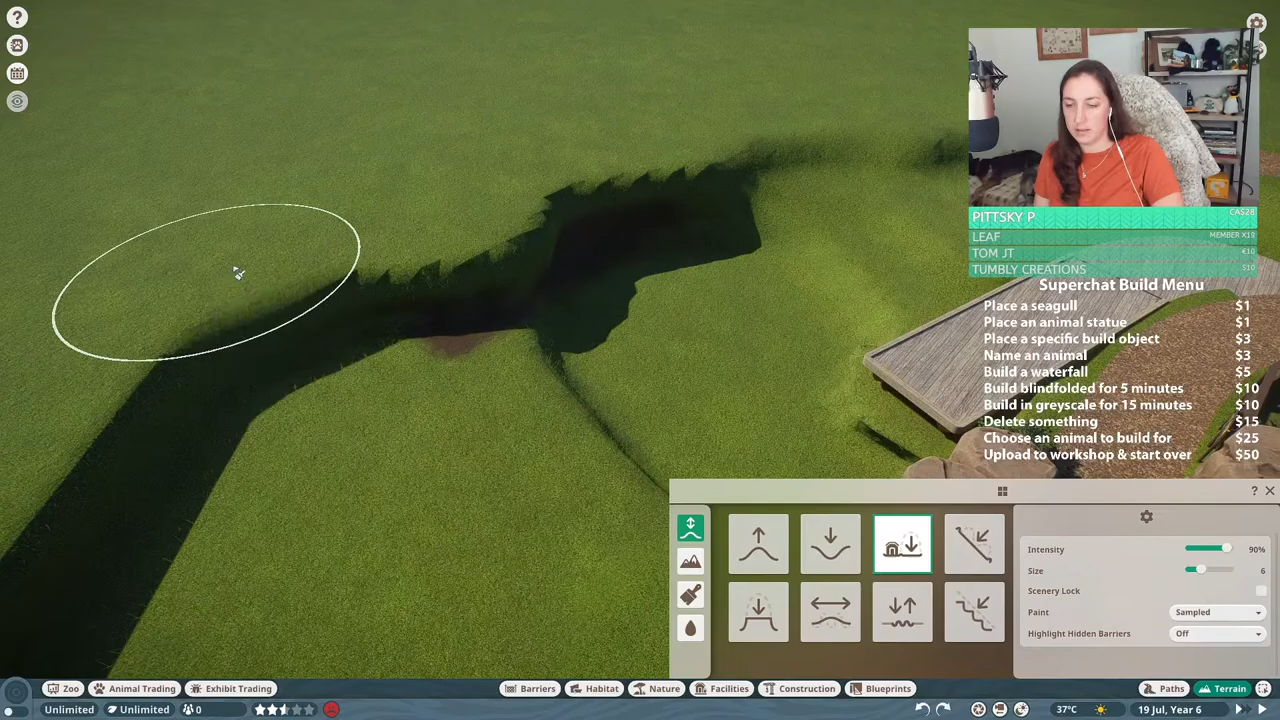 PITTSKY P CA$28
LEAF MEMBER X19
TOM JT €10
TUMBLY CREATIONS $10
Superchat Build Menu
Place a seagull $1
Place an animal statue $1
Place a specific build object $3
Name an animal $3
Build a waterfall $5
Build blindfolded for 5 minutes $10
Build in greyscale for 15 minutes $10
Delete something $15
Choose an animal to build for $25
Upload to workshop & start over $50
Intensity 90%
Size 6
Scenery Lock
Paint Sampled
Highlight Hidden Barriers Off
Zoo Animal Trading Exhibit Trading Barriers Habitat Nature Facilities Construction Blueprints Paths Terrain
Unlimited Unlimited 0 37°C 19 Jul, Year 6